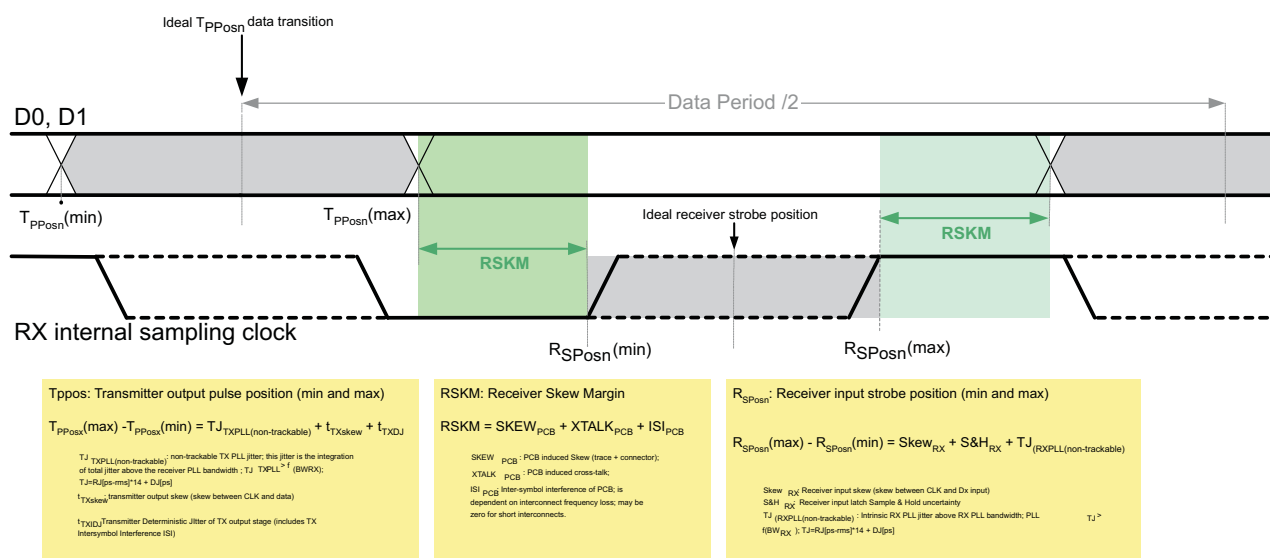 Ideal TPPosn data transition
Data Period /2
D0, D1
TPPosn(min)
TPPosn(max)
Ideal receiver strobe position
RSKM
RSKM
RX internal sampling clock
RSPosn(min)
RSPosn(max)
Tppos: Transmitter output pulse position (min and max)
TPPosx(max) -TPPosx(min) = TJTXPLL(non-trackable) + tTXskew + tTXDJ
TJ TXPLL(non-trackable): non-trackable TX PLL jitter; this jitter is the integration
of total jitter above the receiver PLL bandwidth ; TJ TXPLL > f (BWRX);
TJ=RJ[ps-rms]*14 + DJ[ps]
tTXskew: transmitter output skew (skew between CLK and data)
tTXIDJ Transmitter Deterministic Jitter of TX output stage (includes TX
Intersymbol Interference ISI)
RSKM: Receiver Skew Margin
RSKM = SKEWPCB + XTALKPCB + ISIPCB
SKEW PCB: PCB induced Skew (trace + connector);
XTALK PCB : PCB induced cross-talk;
ISI PCB: Inter-symbol interference of PCB; is
dependent on interconnect frequency loss; may be
zero for short interconnects.
RSPosn: Receiver input strobe position (min and max)
RSPosn(max) - RSPosn(min) = SkewRX + S&HRX + TJ(RXPLL(non-trackable)
Skew RX: Receiver input skew (skew between CLK and Dx input)
S&H RX: Receiver input latch Sample & Hold uncertainty
TJ (RXPLL(non-trackable) : Intrinsic RX PLL jitter above RX PLL bandwidth; PLL TJ >
f(BWRX); TJ=RJ[ps-rms]*14 + DJ[ps]